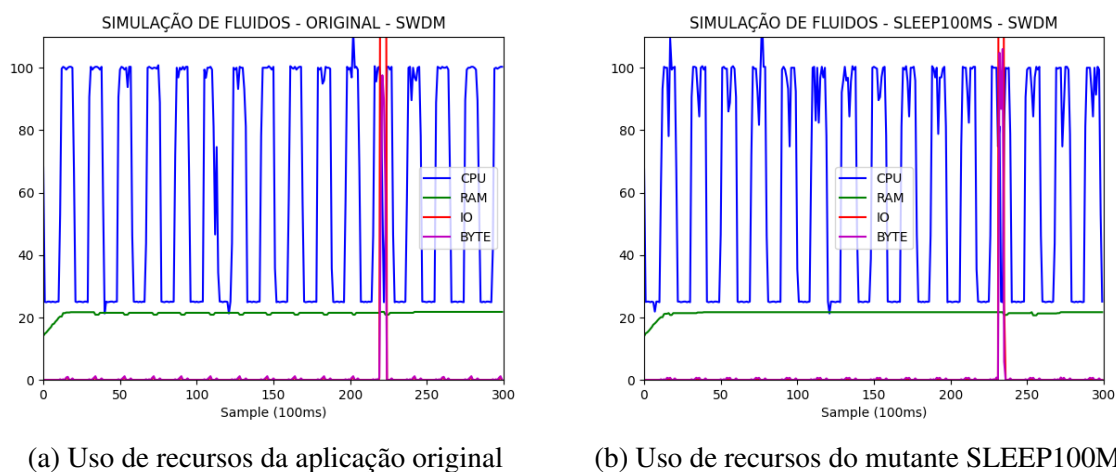 SIMULAÇÃO DE FLUIDOS - ORIGINAL - SWDM
100
80
60
40
20
0
0 50 100 150 200 250 300
Sample (100ms)
CPU
RAM
IO
BYTE
(a) Uso de recursos da aplicação original
SIMULAÇÃO DE FLUIDOS - SLEEP100MS - SWDM
100
80
60
40
20
0
0 50 100 150 200 250 300
Sample (100ms)
CPU
RAM
IO
BYTE
(b) Uso de recursos do mutante SLEEP100M